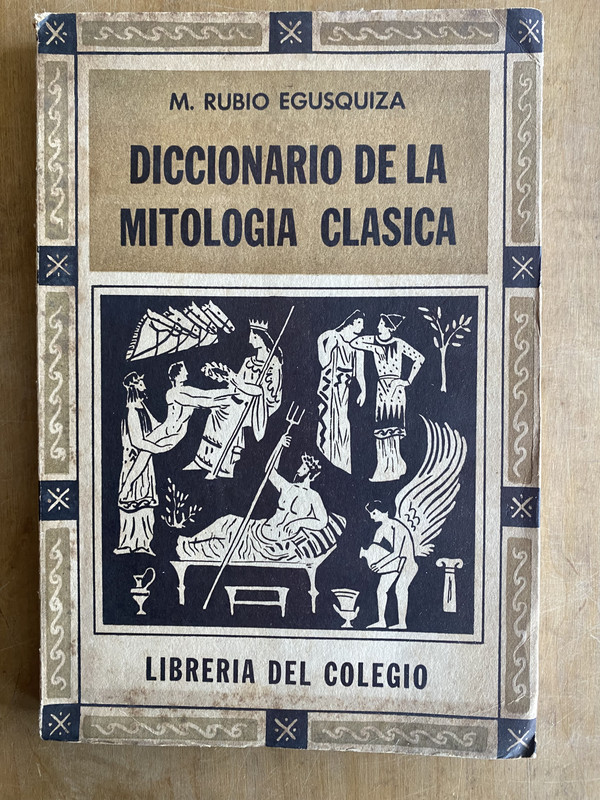 M. RUBIO EGUSQUIZA
DICCIONARIO DE LA
MITOLOGIA CLASICA
LIBRERIA DEL COLEGIO